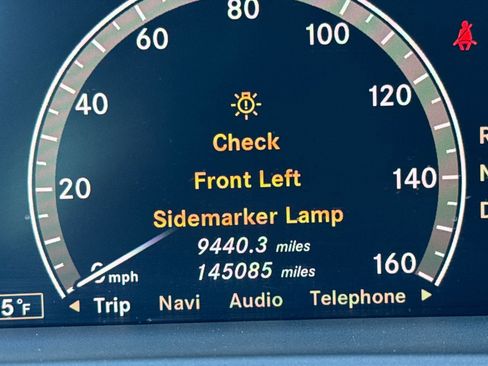 80
60 100
40 120
Check
Front Left
Sidemarker Lamp
20 140
9440.3 miles
145085 miles
0 mph 160
5°F
◄ Trip Navi Audio Telephone ►
R
N
D